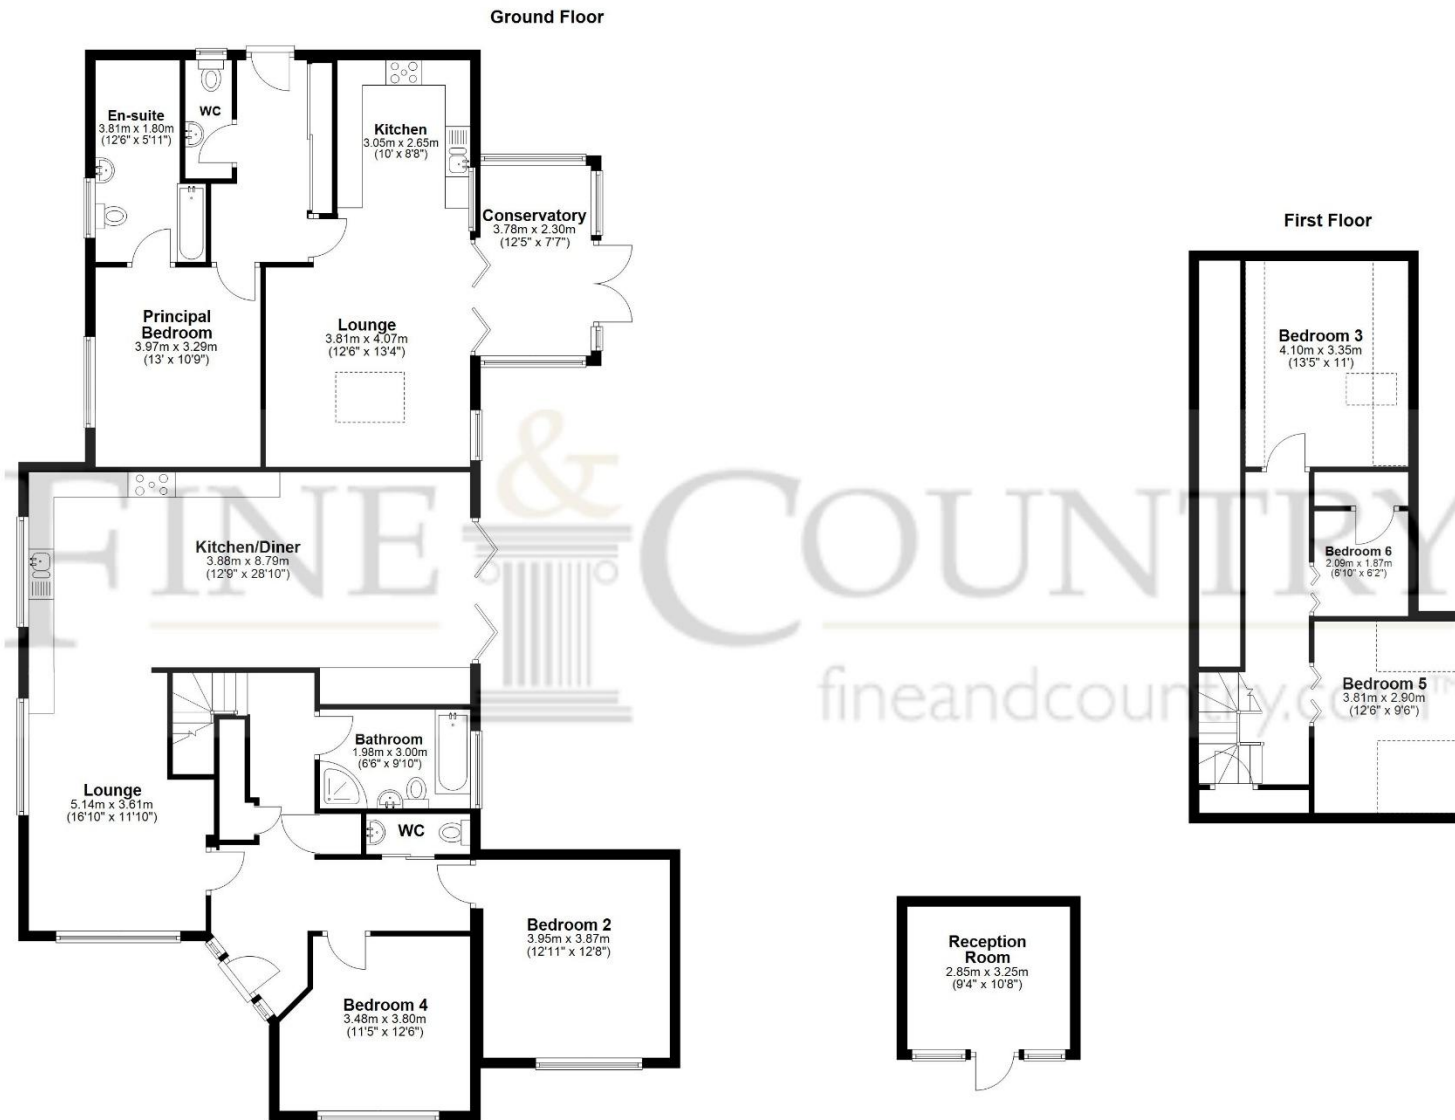 Ground Floor
En-suite
3.81m x 1.80m
(12'6" x 5'11")
WC
Kitchen
3.05m x 2.65m
(10' x 8'8")
Conservatory
3.78m x 2.30m
(12'5" x 7'7")
Principal
Bedroom
3.97m x 3.29m
(13' x 10'9")
Lounge
3.81m x 4.07m
(12'6" x 13'4")
Kitchen/Diner
3.88m x 8.79m
(12'9" x 28'10")
Lounge
5.14m x 3.61m
(16'10" x 11'10")
Bathroom
1.98m x 3.00m
(6'6" x 9'10")
WC
Bedroom 2
3.95m x 3.87m
(12'11" x 12'8")
Bedroom 4
3.48m x 3.80m
(11'5" x 12'6")
Reception
Room
2.85m x 3.25m
(9'4" x 10'8")
First Floor
Bedroom 3
4.10m x 3.35m
(13'5" x 11')
Bedroom 6
2.09m x 1.87m
(6'10" x 6'2")
Bedroom 5
3.81m x 2.90m
(12'6" x 9'6")
FINE & COUNTRY
fineandcountry.com™